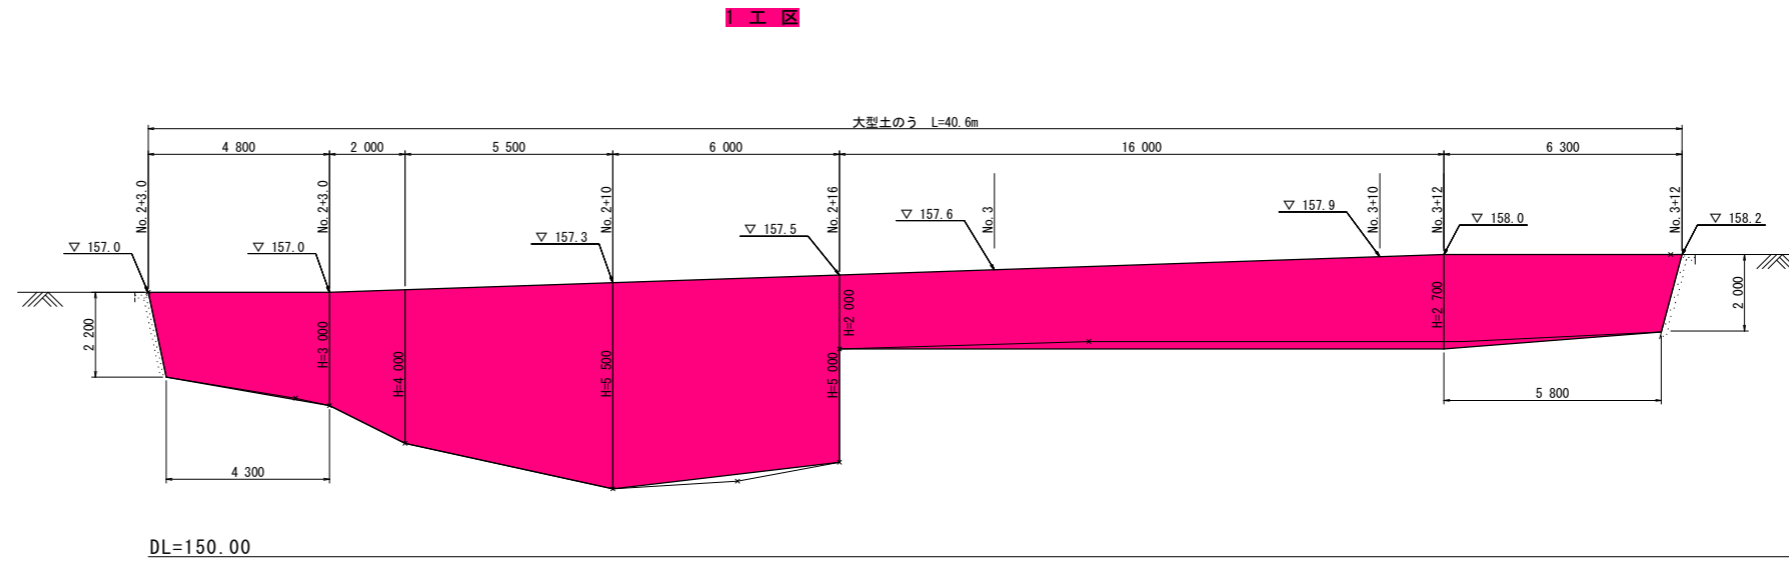 1 工 区
大型土のう L=40.6m
4 800
2 000
5 500
6 000
16 000
6 300
No.2+3.0
No.2+3.0
No.2+10
No.2+16
No.3
No.3+10
No.3+12
No.3+12
▽ 157.0
▽ 157.0
▽ 157.3
▽ 157.5
▽ 157.6
▽ 157.9
▽ 158.0
▽ 158.2
2 200
H=3 000
H=4 000
H=5 500
H=2 000
H=5 000
H=2 700
2 000
4 300
5 800
DL=150.00